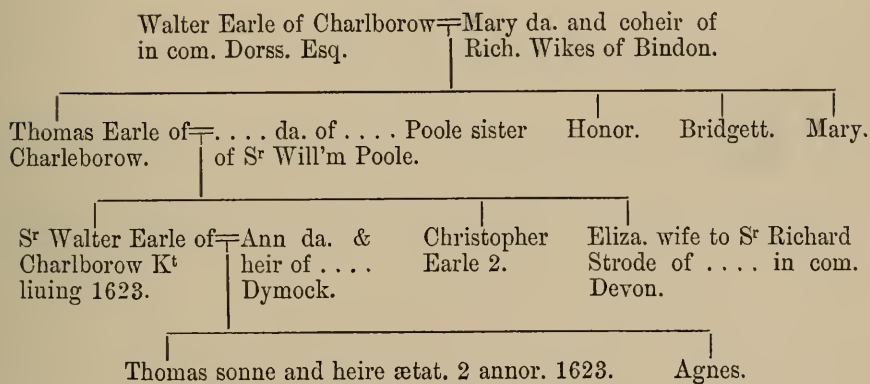 Walter Earle of Charlborow=Mary da. and coheir of
in com. Dorss. Esq. Rich. Wikes of Bindon.
Thomas Earle of=. . . . da. of . . . . Poole sister Honor. Bridgett. Mary.
Charleborow. of Sʳ Will'm Poole.
Sʳ Walter Earle of=Ann da. & Christopher Eliza. wife to Sʳ Richard
Charlborow Kᵗ heir of . . . . Earle 2. Strode of . . . . in com.
liuing 1623. Dymock. Devon.
Thomas sonne and heire ætat. 2 annor. 1623. Agnes.